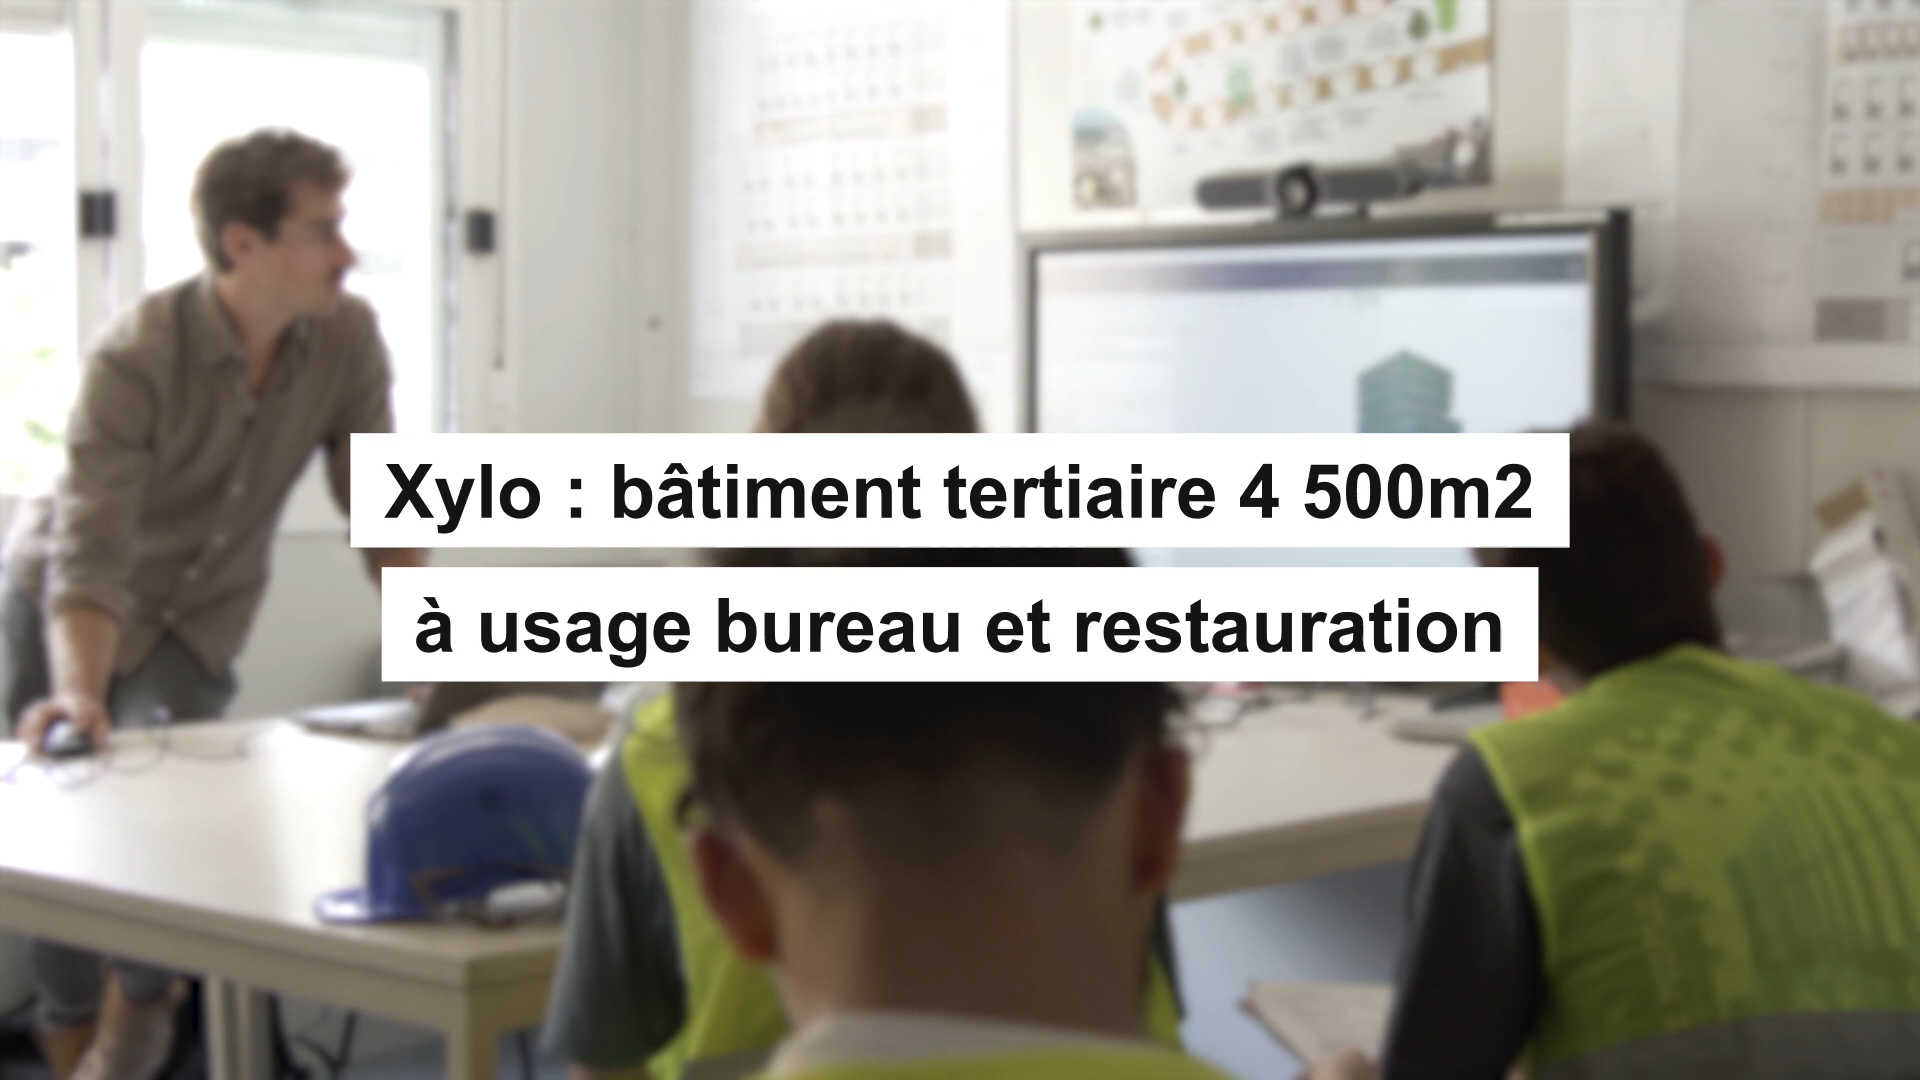 Xylo : bâtiment tertiaire 4 500m2
à usage bureau et restauration